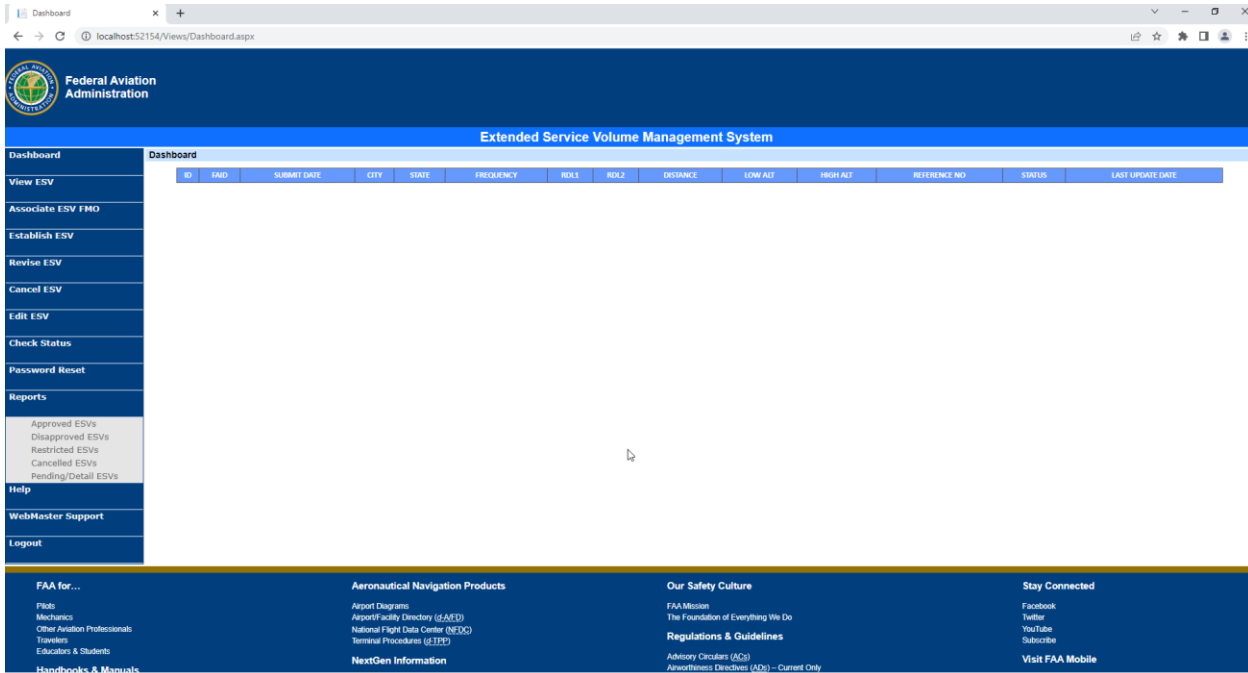 Dashboard
localhost:52154/Views/Dashboard.aspx
Federal Aviation
Administration
Extended Service Volume Management System
Dashboard
Dashboard
ID FAID SUBMIT DATE CITY STATE FREQUENCY RDL1 RDL2 DISTANCE LOW ALT HIGH ALT REFERENCE NO STATUS LAST UPDATE DATE
View ESV
Associate ESV FMO
Establish ESV
Revise ESV
Cancel ESV
Edit ESV
Check Status
Password Reset
Reports
Approved ESVs
Disapproved ESVs
Restricted ESVs
Cancelled ESVs
Pending/Detail ESVs
Help
WebMaster Support
Logout
FAA for...
Pilots
Mechanics
Other Aviation Professionals
Travelers
Educators & Students
Handbooks & Manuals
Aeronautical Navigation Products
Airport Diagrams
Airport/Facility Directory (d-A/FD)
National Flight Data Center (NFDC)
Terminal Procedures (d-TPP)
NextGen Information
Our Safety Culture
FAA Mission
The Foundation of Everything We Do
Regulations & Guidelines
Advisory Circulars (ACs)
Airworthiness Directives (ADs) – Current Only
Stay Connected
Facebook
Twitter
YouTube
Subscribe
Visit FAA Mobile